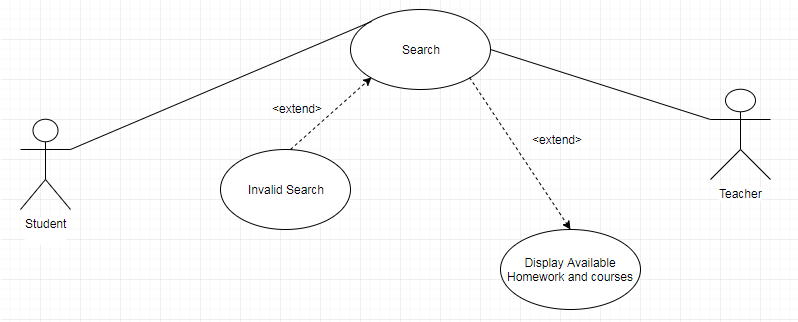 Search
<extend>
<extend>
Invalid Search
Teacher
Student
Display Available
Homework and courses